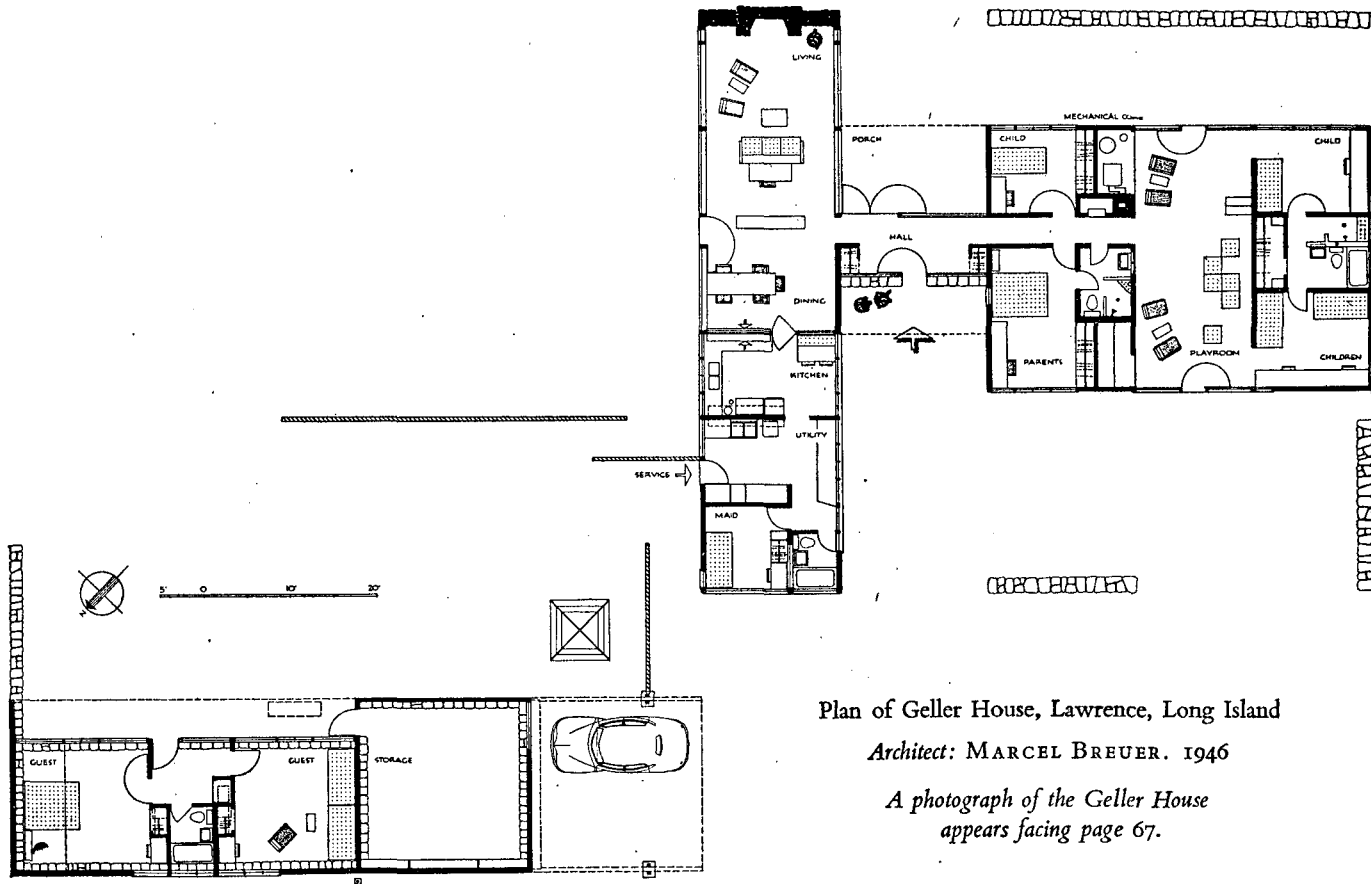 LIVING
MECHANICAL
PORCH
CHILD
CHILD
HALL
DINING
KITCHEN
PARENTS
PLAYROOM
CHILDREN
UTILITY
SERVICE
MAID
N
5' 0 10' 20'
GUEST
GUEST
STORAGE
Plan of Geller House, Lawrence, Long Island
Architect: MARCEL BREUER. 1946
A photograph of the Geller House
appears facing page 67.